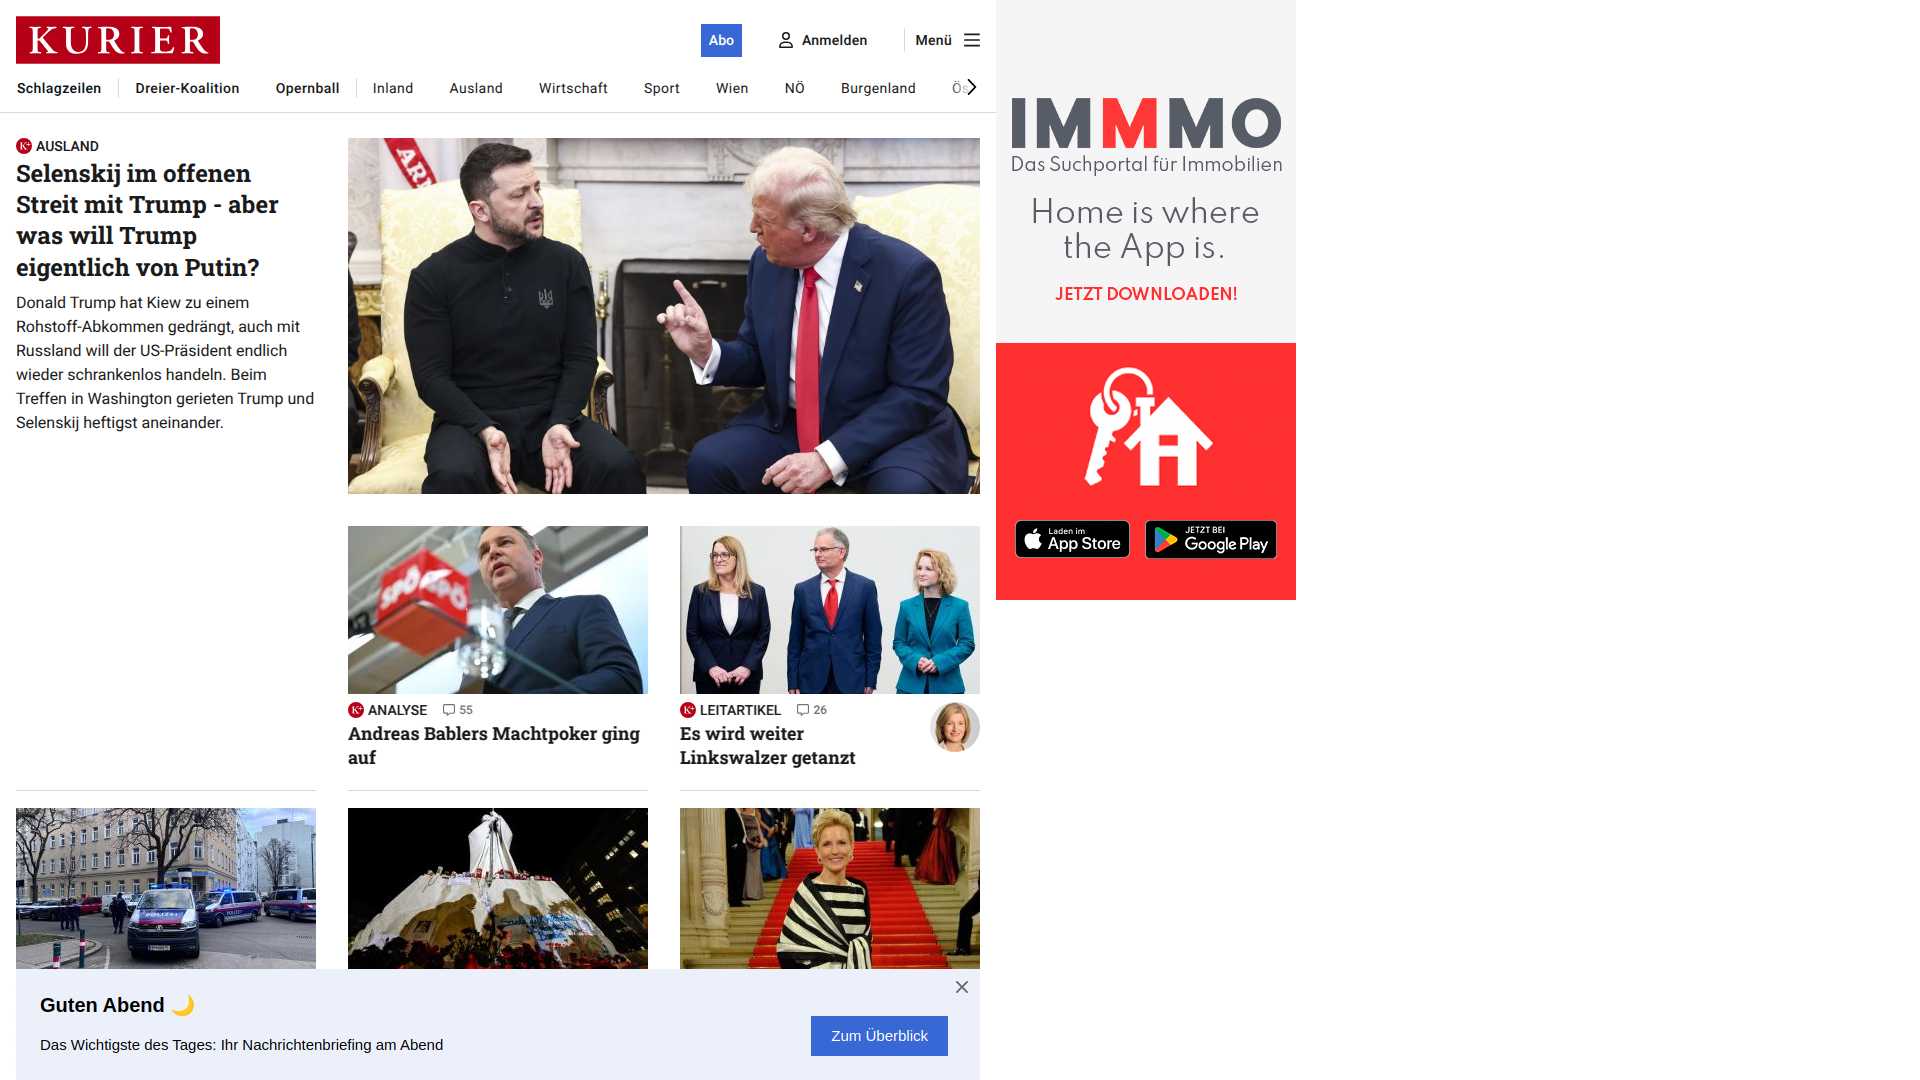 KURIER
Abo
Anmelden
Menü
Schlagzeilen
Dreier-Koalition
Opernball
Inland
Ausland
Wirtschaft
Sport
Wien
NÖ
Burgenland
K+ AUSLAND
Selenskij im offenen
Streit mit Trump - aber
was will Trump
eigentlich von Putin?
Donald Trump hat Kiew zu einem
Rohstoff-Abkommen gedrängt, auch mit
Russland will der US-Präsident endlich
wieder schrankenlos handeln. Beim
Treffen in Washington gerieten Trump und
Selenskij heftigst aneinander.
SPÖ
K+ ANALYSE 55
Andreas Bablers Machtpoker ging
auf
K+ LEITARTIKEL 26
Es wird weiter
Linkswalzer getanzt
POLIZEI
Guten Abend 🌙
Das Wichtigste des Tages: Ihr Nachrichtenbriefing am Abend
Zum Überblick
IMMMO
Das Suchportal für Immobilien
Home is where
the App is.
JETZT DOWNLOADEN!
Laden im
App Store
JETZT BEI
Google Play